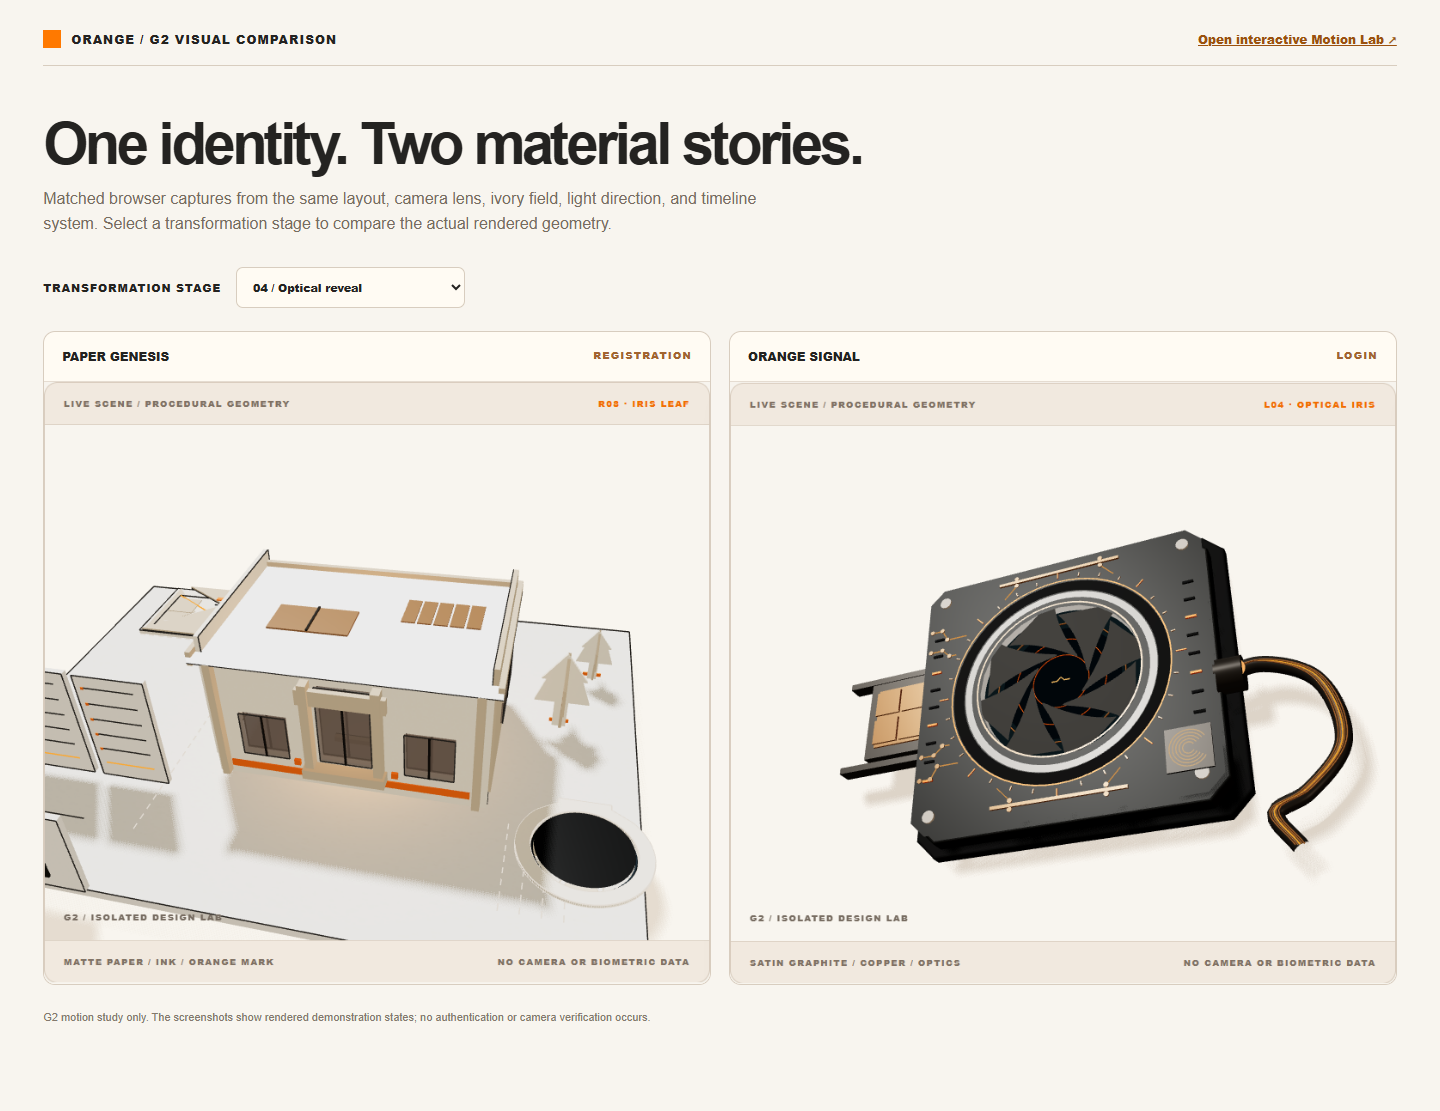 ORANGE / G2 VISUAL COMPARISON
Open interactive Motion Lab ↗
One identity. Two material stories.
Matched browser captures from the same layout, camera lens, ivory field, light direction, and timeline
system. Select a transformation stage to compare the actual rendered geometry.
TRANSFORMATION STAGE
04 / Optical reveal
PAPER GENESIS
REGISTRATION
LIVE SCENE / PROCEDURAL GEOMETRY
R08 · IRIS LEAF
G2 / ISOLATED DESIGN LAB
MATTE PAPER / INK / ORANGE MARK
NO CAMERA OR BIOMETRIC DATA
ORANGE SIGNAL
LOGIN
LIVE SCENE / PROCEDURAL GEOMETRY
L04 · OPTICAL IRIS
G2 / ISOLATED DESIGN LAB
SATIN GRAPHITE / COPPER / OPTICS
NO CAMERA OR BIOMETRIC DATA
G2 motion study only. The screenshots show rendered demonstration states; no authentication or camera verification occurs.